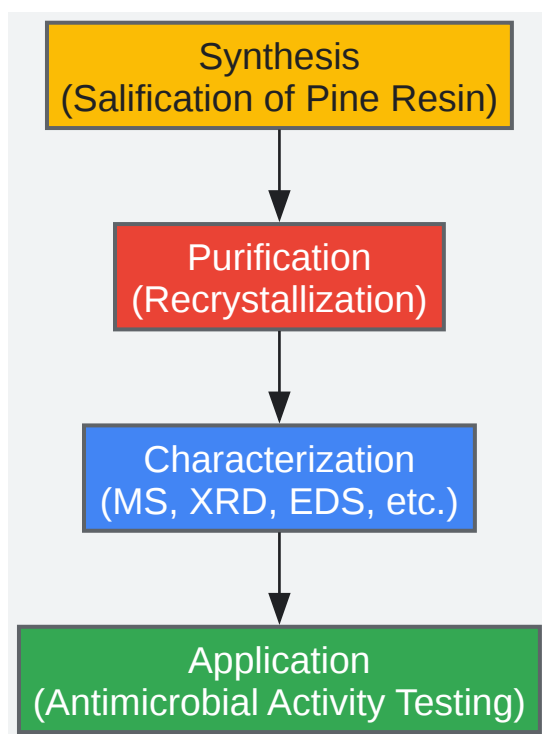 Synthesis
(Salification of Pine Resin)
Purification
(Recrystallization)
Characterization
(MS, XRD, EDS, etc.)
Application
(Antimicrobial Activity Testing)